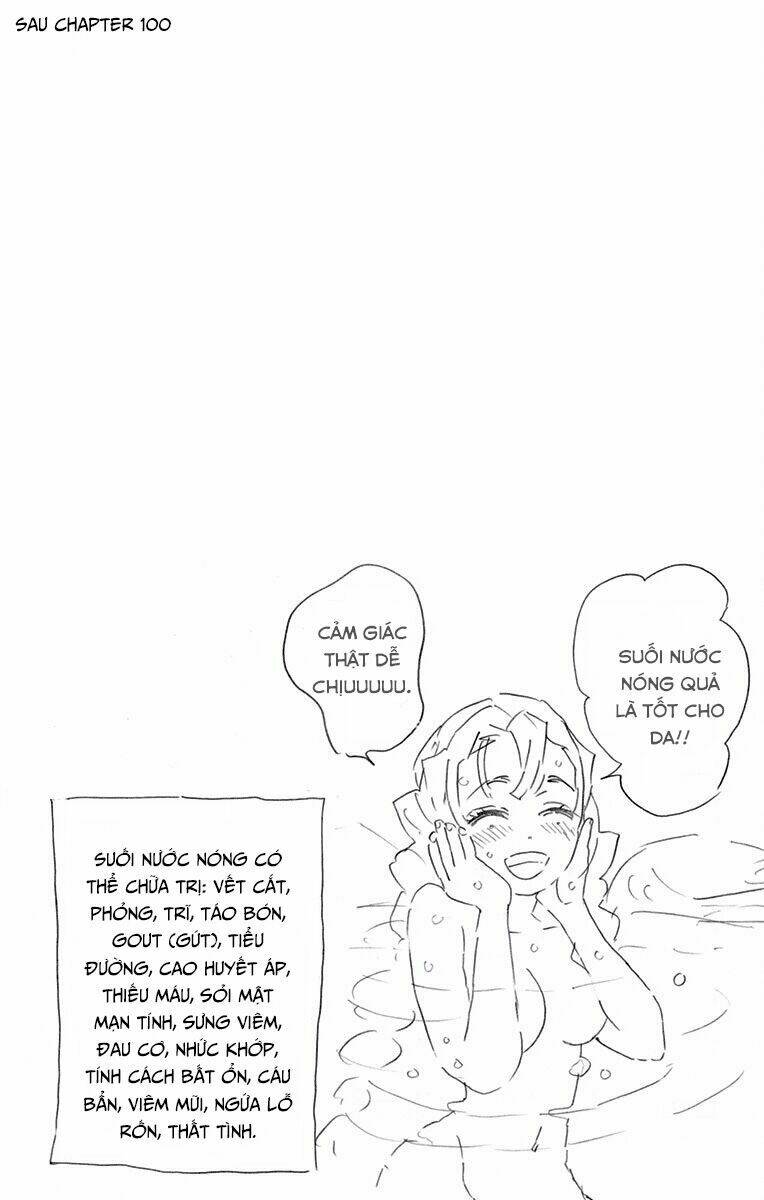 SAU CHAPTER 100
SUỐI NƯỚC
NÓNG QUẢ
LÀ TỐT CHO
DA!!
CẢM GIÁC
THẬT DỄ
CHỊUUUUU.
SUỐI NƯỚC NÓNG CÓ
THỂ CHỮA TRỊ: VẾT CẮT,
PHỎNG, TRĨ, TÁO BÓN,
GOUT (GÚT), TIỂU
ĐƯỜNG, CAO HUYẾT ÁP,
THIẾU MÁU, SỎI MẬT
MẠN TÍNH, SƯNG VIÊM,
ĐAU CƠ, NHỨC KHỚP,
TÍNH CÁCH BẤT ỔN, CÁU
BẨN, VIÊM MŨI, NGỨA LỖ
RỐN, THẤT TÌNH.